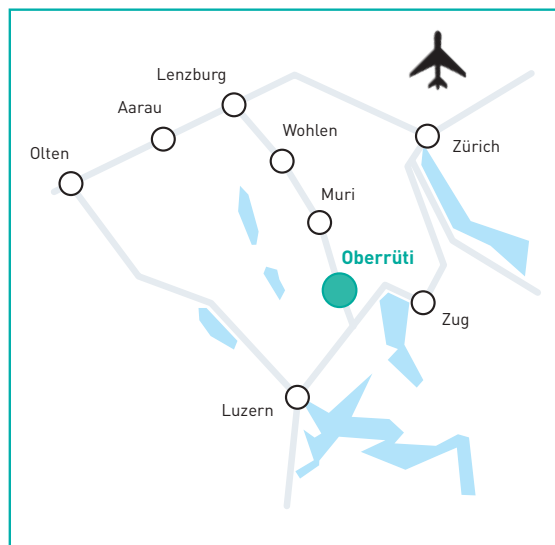 Lenzburg
Aarau
Wohlen
Olten
Zürich
Muri
Oberrüti
Zug
Luzern